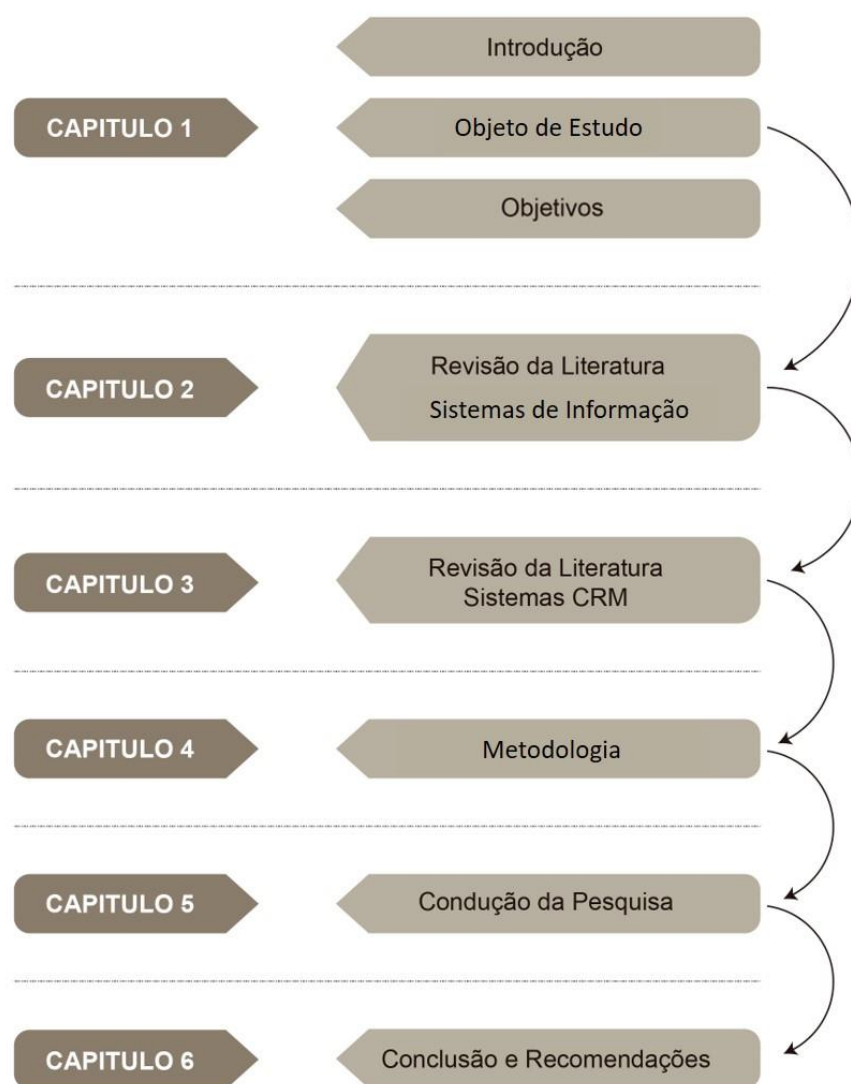 Introdução
CAPITULO 1
Objeto de Estudo
Objetivos
CAPITULO 2
Revisão da Literatura
Sistemas de Informação
CAPITULO 3
Revisão da Literatura
Sistemas CRM
CAPITULO 4
Metodologia
CAPITULO 5
Condução da Pesquisa
CAPITULO 6
Conclusão e Recomendações